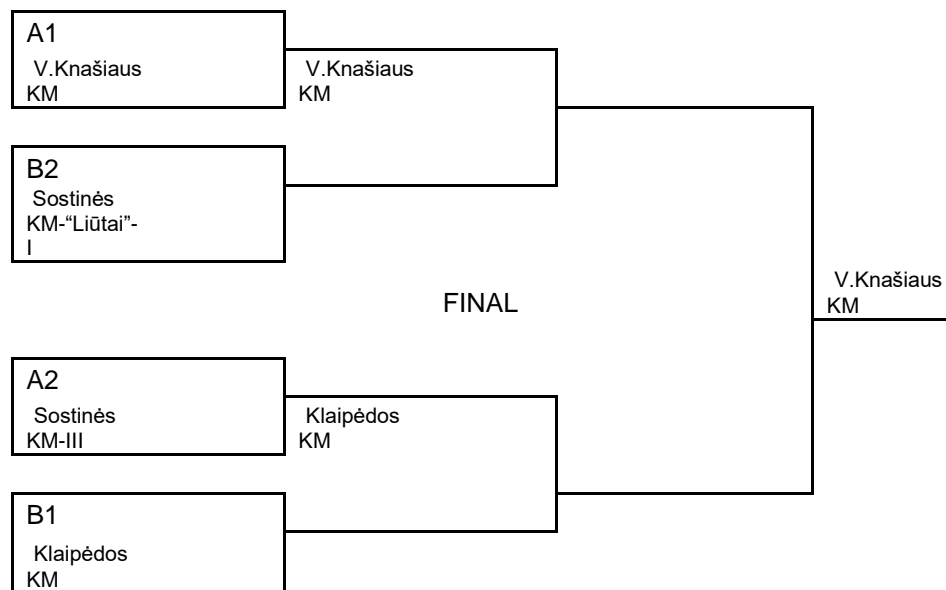 A1
V.Knašiaus
KM
V.Knašiaus
KM
B2
Sostinės
KM-“Liūtai”-
I
V.Knašiaus
KM
FINAL
A2
Sostinės
KM-III
Klaipėdos
KM
B1
Klaipėdos
KM